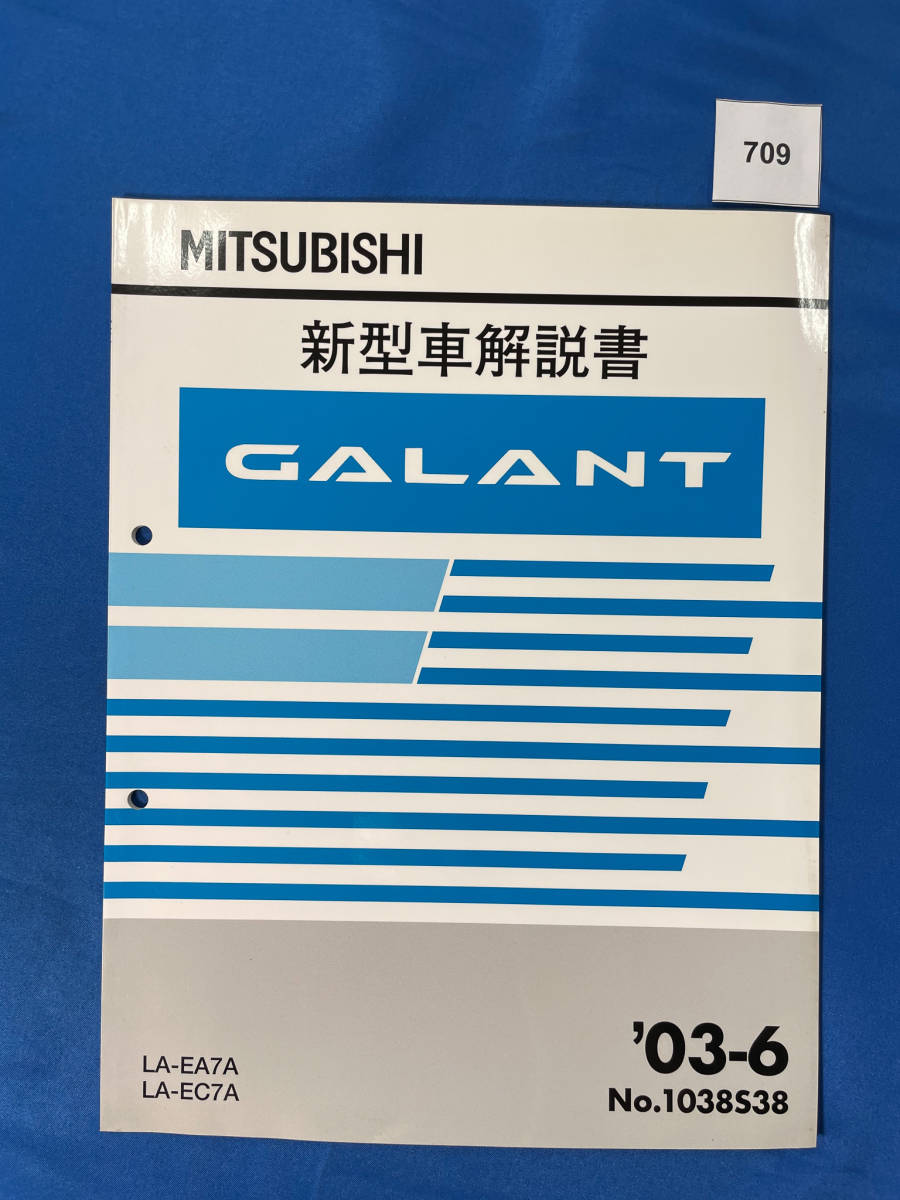 709
MITSUBISHI
新型車解説書
GALANT
LA-EA7A
LA-EC7A
'03-6
No.1038S38